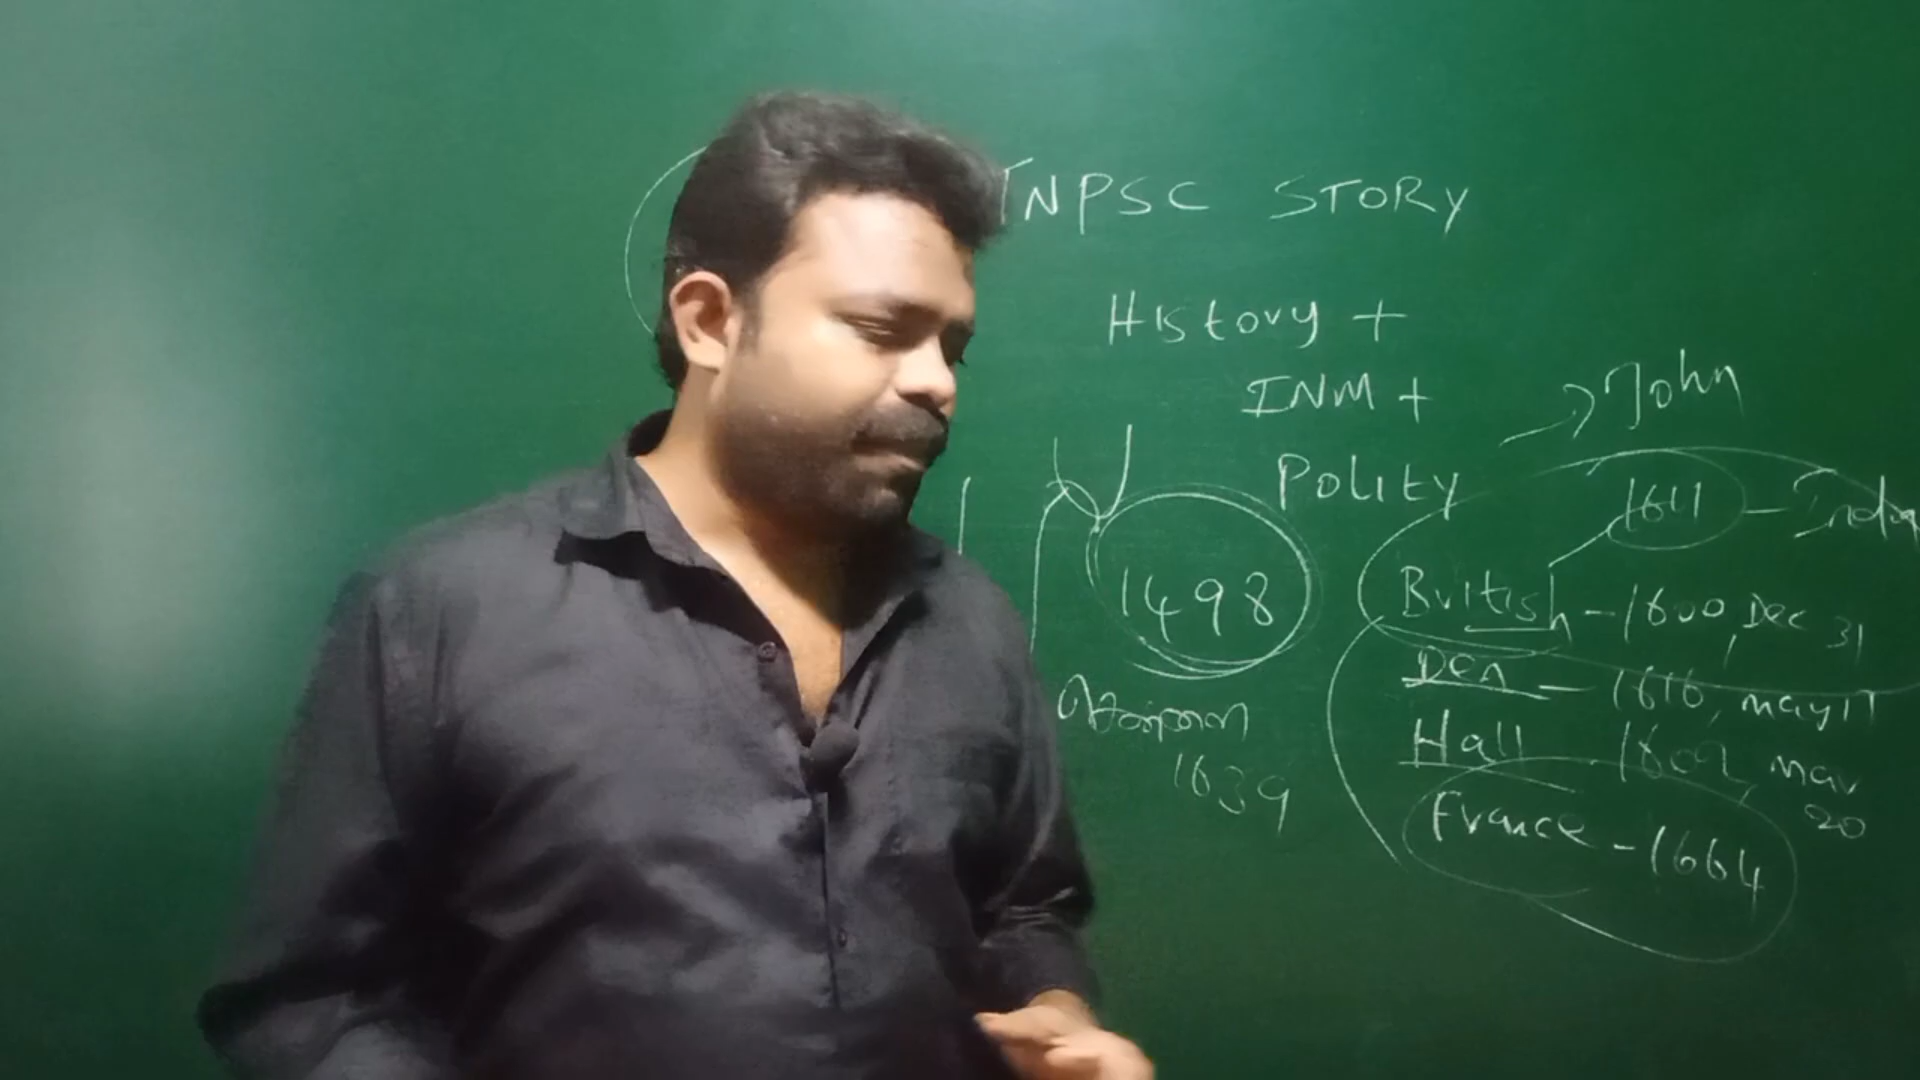 TNPSC STORY
History +
INM +
Polity
John
1611 - India
1498
British - 1600, Dec 31
Den - 1616, may 17
Hall - 1602, mar 20
France - 1664
1639